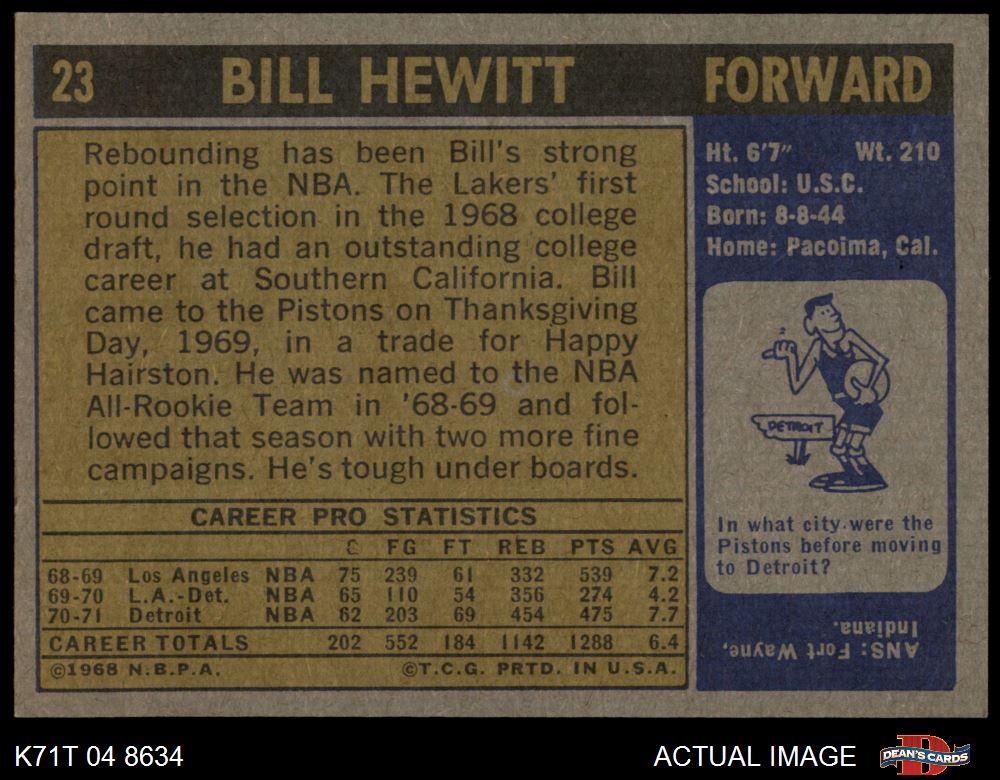 23 BILL HEWITT FORWARD
Rebounding has been Bill's strong
point in the NBA. The Lakers' first
round selection in the 1968 college
draft, he had an outstanding college
career at Southern California. Bill
came to the Pistons on Thanksgiving
Day, 1969, in a trade for Happy
Hairston. He was named to the NBA
All-Rookie Team in '68-69 and fol-
lowed that season with two more fine
campaigns. He's tough under boards.
CAREER PRO STATISTICS
G FG FT REB PTS AVG
68-69 Los Angeles NBA 75 239 61 332 539 7.2
69-70 L.A.-Det. NBA 65 110 54 356 274 4.2
70-71 Detroit NBA 62 203 69 454 475 7.7
CAREER TOTALS 202 552 184 1142 1288 6.4
©1968 N.B.P.A. ©T.C.G. PRTD. IN U.S.A.
Ht. 6'7" Wt. 210
School: U.S.C.
Born: 8-8-44
Home: Pacoima, Cal.
DETROIT
In what city were the
Pistons before moving
to Detroit?
ANS: Fort Wayne,
Indiana.
K71T 04 8634 ACTUAL IMAGE DEAN'S CARDS